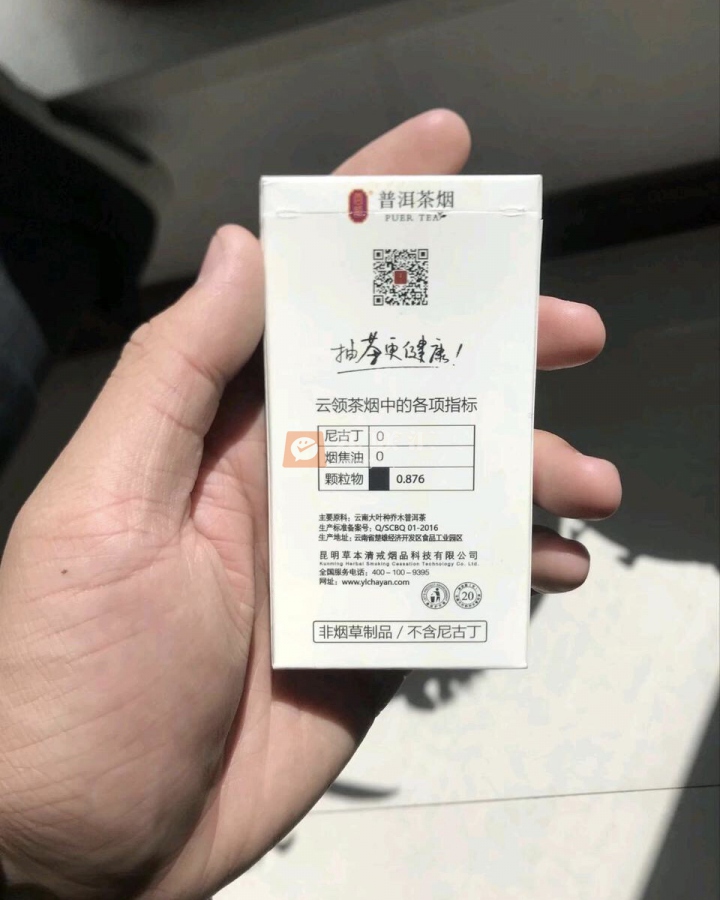 普洱茶烟
PUER TEA
抽茶更健康!
云领茶烟中的各项指标
尼古丁 0
烟焦油 0
颗粒物 0.876
主要原料：云南大叶种乔木普洱茶
生产标准备案号：Q/SCBQ 01-2016
生产地址：云南省楚雄经济开发区食品工业园区
昆明草本清戒烟品科技有限公司
Kunming Herbal Smoking Cessation Technology Co., Ltd.
全国服务电话：400-100-9395
网址：www.ylchayan.com
20
非烟草制品 / 不含尼古丁